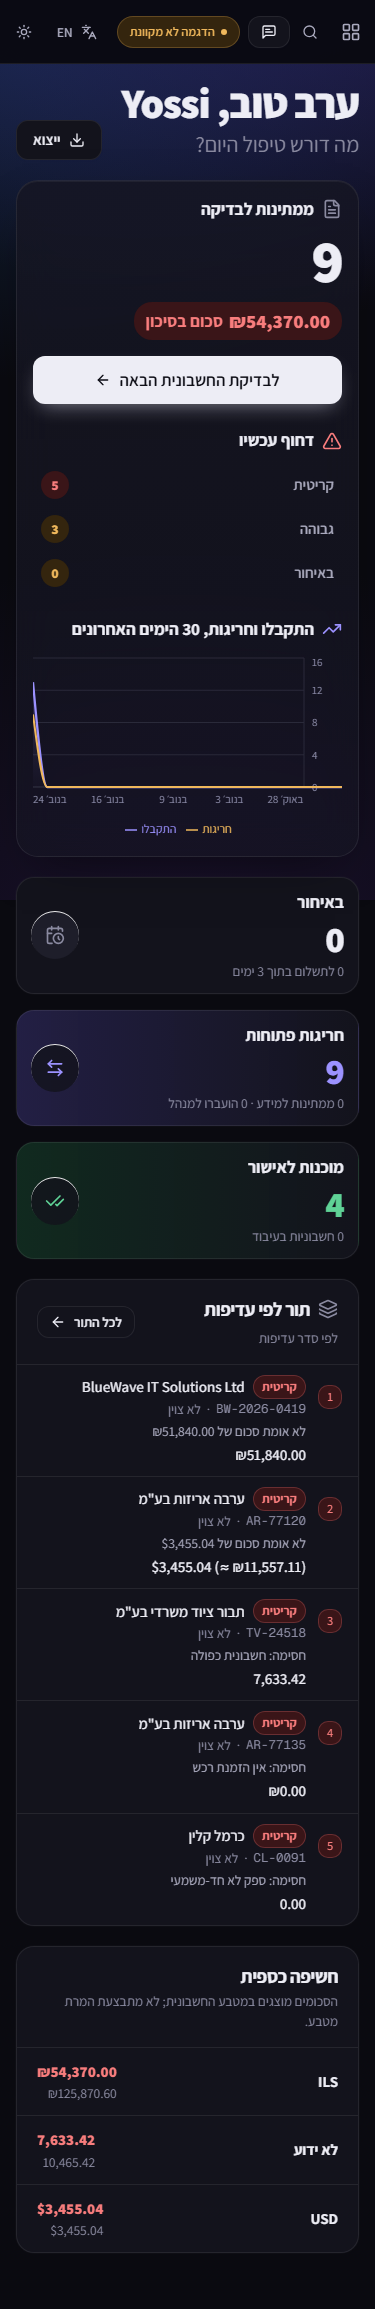 הדגמה לא מקוונת
EN
ערב טוב, Yossi
מה דורש טיפול היום?
ייצוא
ממתינות לבדיקה
9
₪54,370.00 סכום בסיכון
לבדיקת החשבונית הבאה
דחוף עכשיו
קריטית 5
גבוהה 3
באיחור 0
התקבלו וחריגות, 30 הימים האחרונים
16
12
8
4
0
28 באוק׳ 3 בנוב׳ 9 בנוב׳ 16 בנוב׳ 24 בנוב׳
חריגות התקבלו
באיחור
0
0 לתשלום בתוך 3 ימים
חריגות פתוחות
9
0 ממתינות למידע · 0 הועברו למנהל
מוכנות לאישור
4
0 חשבוניות בעיבוד
תור לפי עדיפות
לפי סדר עדיפות
לכל התור
1 קריטית BlueWave IT Solutions Ltd
BW-2026-0419 · לא צוין
לא אומת סכום של ₪51,840.00
₪51,840.00
2 קריטית ערבה אריזות בע"מ
AR-77120 · לא צוין
לא אומת סכום של $3,455.04
$3,455.04 (≈ ₪11,557.11)
3 קריטית תבור ציוד משרדי בע"מ
TV-24518 · לא צוין
חסימה: חשבונית כפולה
7,633.42
4 קריטית ערבה אריזות בע"מ
AR-77135 · לא צוין
חסימה: אין הזמנת רכש
₪0.00
5 קריטית כרמל קלין
CL-0091 · לא צוין
חסימה: ספק לא חד-משמעי
0.00
חשיפה כספית
הסכומים מוצגים במטבע החשבונית; לא מתבצעת המרת
מטבע.
ILS ₪54,370.00
₪125,870.60
לא ידוע 7,633.42
10,465.42
USD $3,455.04
$3,455.04